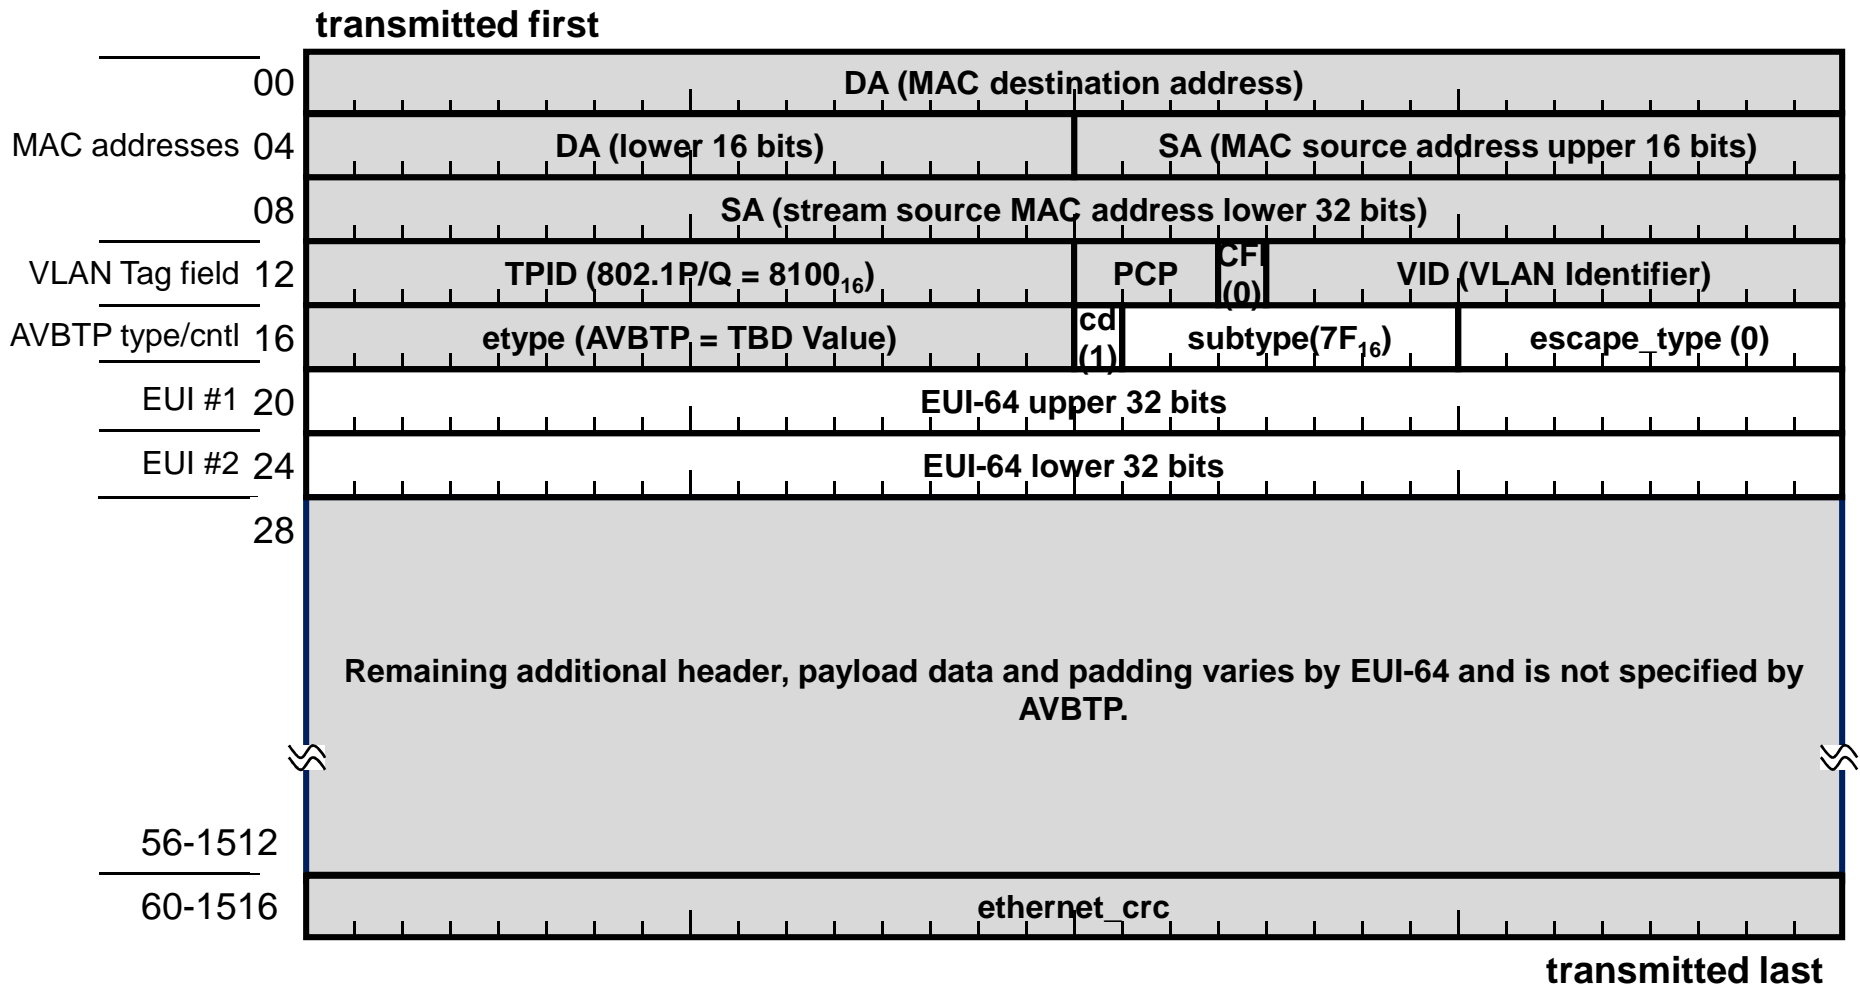 transmitted first
00 DA (MAC destination address)
MAC addresses 04 DA (lower 16 bits) SA (MAC source address upper 16 bits)
08 SA (stream source MAC address lower 32 bits)
VLAN Tag field 12 TPID (802.1P/Q = 8100₁₆) PCP CFI (0) VID (VLAN Identifier)
AVBTP type/cntl 16 etype (AVBTP = TBD Value) cd (1) subtype(7F₁₆) escape_type (0)
EUI #1 20 EUI-64 upper 32 bits
EUI #2 24 EUI-64 lower 32 bits
28
Remaining additional header, payload data and padding varies by EUI-64 and is not specified by
AVBTP.
56-1512
60-1516 ethernet_crc
transmitted last